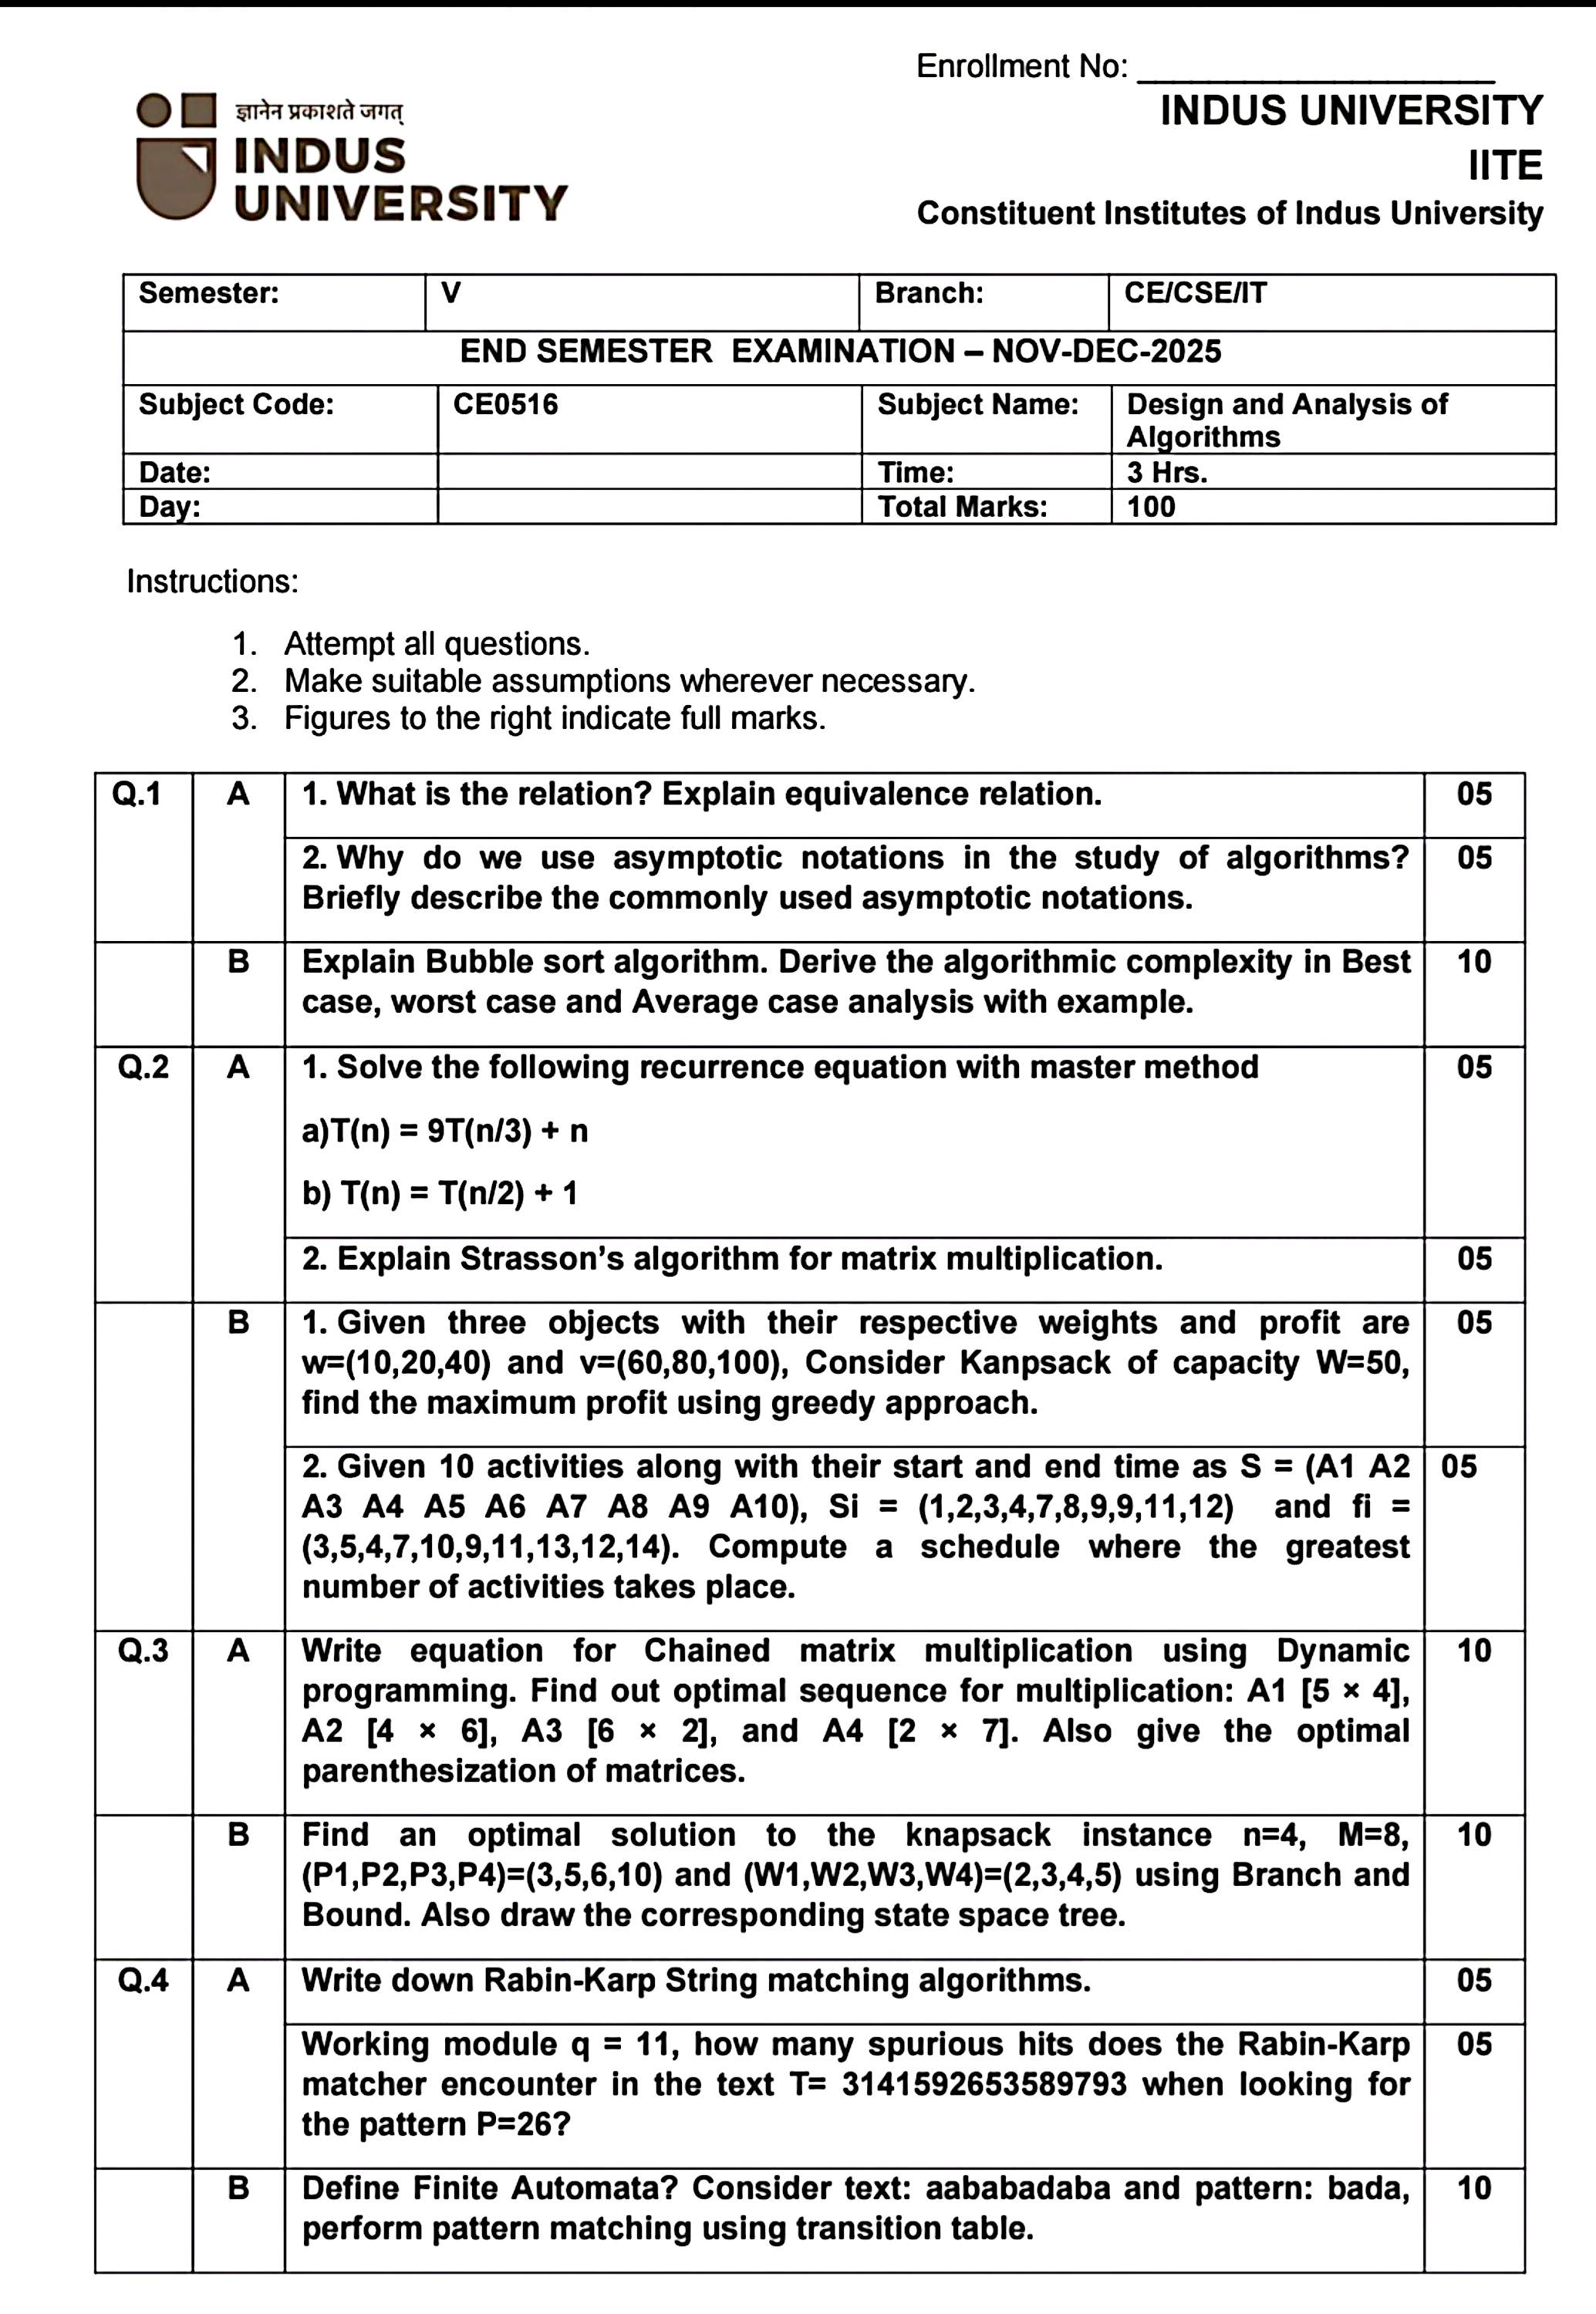 Enrollment No: ____________________
ज्ञानेन प्रकाशते जगत्
INDUS
UNIVERSITY
INDUS UNIVERSITY
IITE
Constituent Institutes of Indus University
Semester: V Branch: CE/CSE/IT
END SEMESTER EXAMINATION – NOV-DEC-2025
Subject Code: CE0516 Subject Name: Design and Analysis of
Algorithms
Date: Time: 3 Hrs.
Day: Total Marks: 100
Instructions:
1. Attempt all questions.
2. Make suitable assumptions wherever necessary.
3. Figures to the right indicate full marks.
Q.1 A 1. What is the relation? Explain equivalence relation. 05
2. Why do we use asymptotic notations in the study of algorithms? 05
Briefly describe the commonly used asymptotic notations.
B Explain Bubble sort algorithm. Derive the algorithmic complexity in Best 10
case, worst case and Average case analysis with example.
Q.2 A 1. Solve the following recurrence equation with master method 05
a)T(n) = 9T(n/3) + n
b) T(n) = T(n/2) + 1
2. Explain Strasson's algorithm for matrix multiplication. 05
B 1. Given three objects with their respective weights and profit are 05
w=(10,20,40) and v=(60,80,100), Consider Kanpsack of capacity W=50,
find the maximum profit using greedy approach.
2. Given 10 activities along with their start and end time as S = (A1 A2 05
A3 A4 A5 A6 A7 A8 A9 A10), Si = (1,2,3,4,7,8,9,9,11,12) and fi =
(3,5,4,7,10,9,11,13,12,14). Compute a schedule where the greatest
number of activities takes place.
Q.3 A Write equation for Chained matrix multiplication using Dynamic 10
programming. Find out optimal sequence for multiplication: A1 [5 × 4],
A2 [4 × 6], A3 [6 × 2], and A4 [2 × 7]. Also give the optimal
parenthesization of matrices.
B Find an optimal solution to the knapsack instance n=4, M=8, 10
(P1,P2,P3,P4)=(3,5,6,10) and (W1,W2,W3,W4)=(2,3,4,5) using Branch and
Bound. Also draw the corresponding state space tree.
Q.4 A Write down Rabin-Karp String matching algorithms. 05
Working module q = 11, how many spurious hits does the Rabin-Karp 05
matcher encounter in the text T= 3141592653589793 when looking for
the pattern P=26?
B Define Finite Automata? Consider text: aababadaba and pattern: bada, 10
perform pattern matching using transition table.